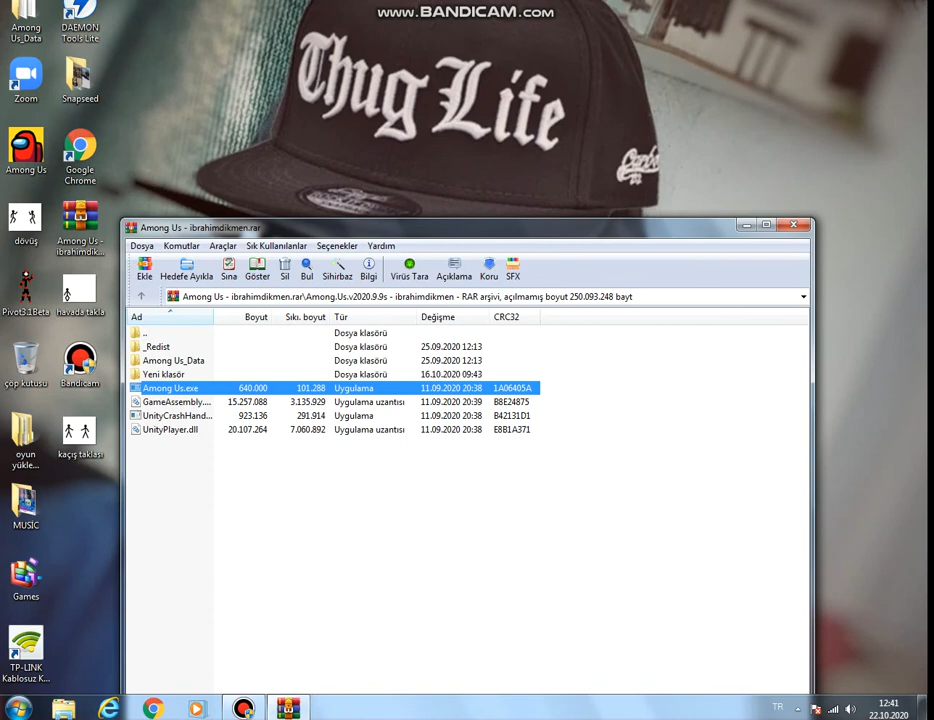 www.BANDICAM.com
Thug Life
Among Us_Data
DAEMON Tools Lite
Zoom
Snapseed
Among Us
Google Chrome
dövüş
Among Us - ibrahimdik...
Pivot3.1Beta
havada takla
çöp kutusu
Bandicam
oyun yükle...
kaçış taklası
MUSİC
Games
TP-LINK Kablosuz K...
Among Us - ibrahimdikmen.rar
Dosya Komutlar Araçlar Sık Kullanılanlar Seçenekler Yardım
Ekle Hedefe Ayıkla Sına Göster Sil Bul Sihirbaz Bilgi Virüs Tara Açıklama Koru SFX
Among Us - ibrahimdikmen.rar\Among.Us.v2020.9.9s - ibrahimdikmen - RAR arşivi, açılmamış boyut 250.093.248 bayt
Ad Boyut Sıkı. boyut Tür Değişme CRC32
.. Dosya klasörü
_Redist Dosya klasörü 25.09.2020 12:13
Among Us_Data Dosya klasörü 25.09.2020 12:13
Yeni klasör Dosya klasörü 16.10.2020 09:43
Among Us.exe 640.000 101.288 Uygulama 11.09.2020 20:38 1A06405A
GameAssembly.... 15.257.088 3.135.929 Uygulama uzantısı 11.09.2020 20:39 B8E24875
UnityCrashHand... 923.136 291.914 Uygulama 11.09.2020 20:38 B42131D1
UnityPlayer.dll 20.107.264 7.060.892 Uygulama uzantısı 11.09.2020 20:38 E8B1A371
TR
12:41
22.10.2020